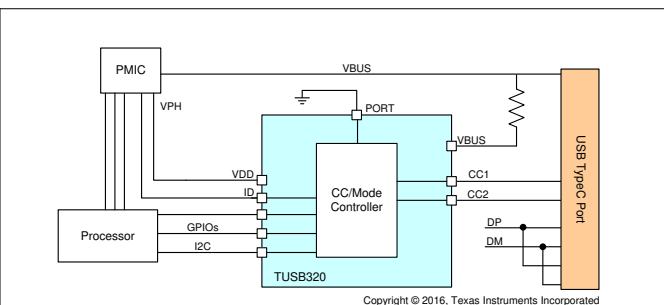 PMIC
VBUS
VPH
PORT
VBUS
VDD
CC1
ID
CC2
CC/Mode
Controller
GPIOs
I2C
Processor
DP
DM
TUSB320
USB TypeC Port
Copyright © 2016, Texas Instruments Incorporated